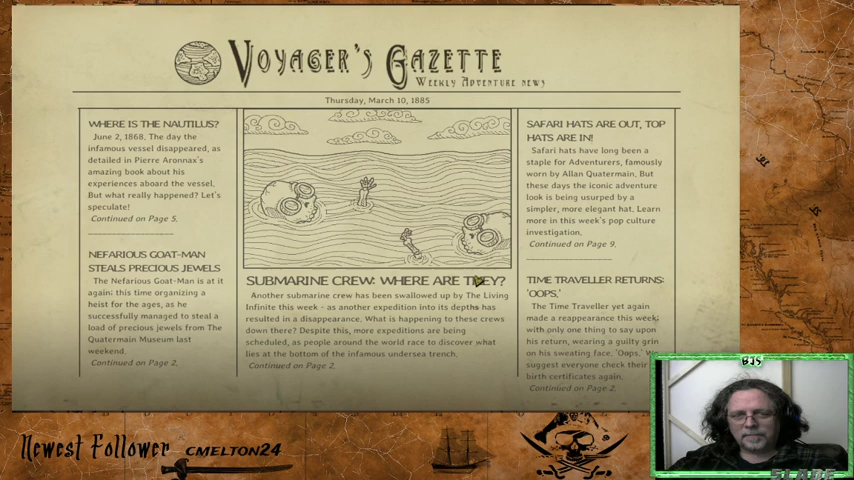 VOYAGER'S GAZETTE
WEEKLY ADVENTURE NEWS
Thursday, March 10, 1885
WHERE IS THE NAUTILUS?
June 2, 1868. The day the
infamous vessel disappeared, as
detailed in Pierre Aronnax's
amazing book about his
experiences aboard the vessel.
But what really happened? Let's
speculate!
Continued on Page 5.
NEFARIOUS GOAT-MAN
STEALS PRECIOUS JEWELS
The Nefarious Goat-Man is at it
again: this time organizing a
heist for the ages, as he
successfully managed to steal a
load of precious jewels from The
Quatermain Museum last
weekend.
Continued on Page 2.
SUBMARINE CREW: WHERE ARE THEY?
Another submarine crew has been swallowed up by The Living
Infinite this week - as another expedition into its depths has
resulted in a disappearance. What is happening to these crews
down there? Despite this, more expeditions are being
scheduled, as people around the world race to discover what
lies at the bottom of the infamous undersea trench.
Continued on Page 2.
SAFARI HATS ARE OUT, TOP
HATS ARE IN!
Safari hats have long been a
staple for Adventurers, famously
worn by Allan Quatermain. But
these days the iconic adventure
look is being usurped by a
simpler, more elegant hat. Learn
more in this week's pop culture
investigation.
Continued on Page 9.
TIME TRAVELLER RETURNS:
'OOPS.'
The Time Traveller yet again
made a reappearance this week:
with only one thing to say upon
his return, wearing a guilty grin
on his sweating face. 'Oops.' We
suggest everyone check their
birth certificates again.
Continued on Page 2.
Newest Follower CMELTON24
BJS
SLADE